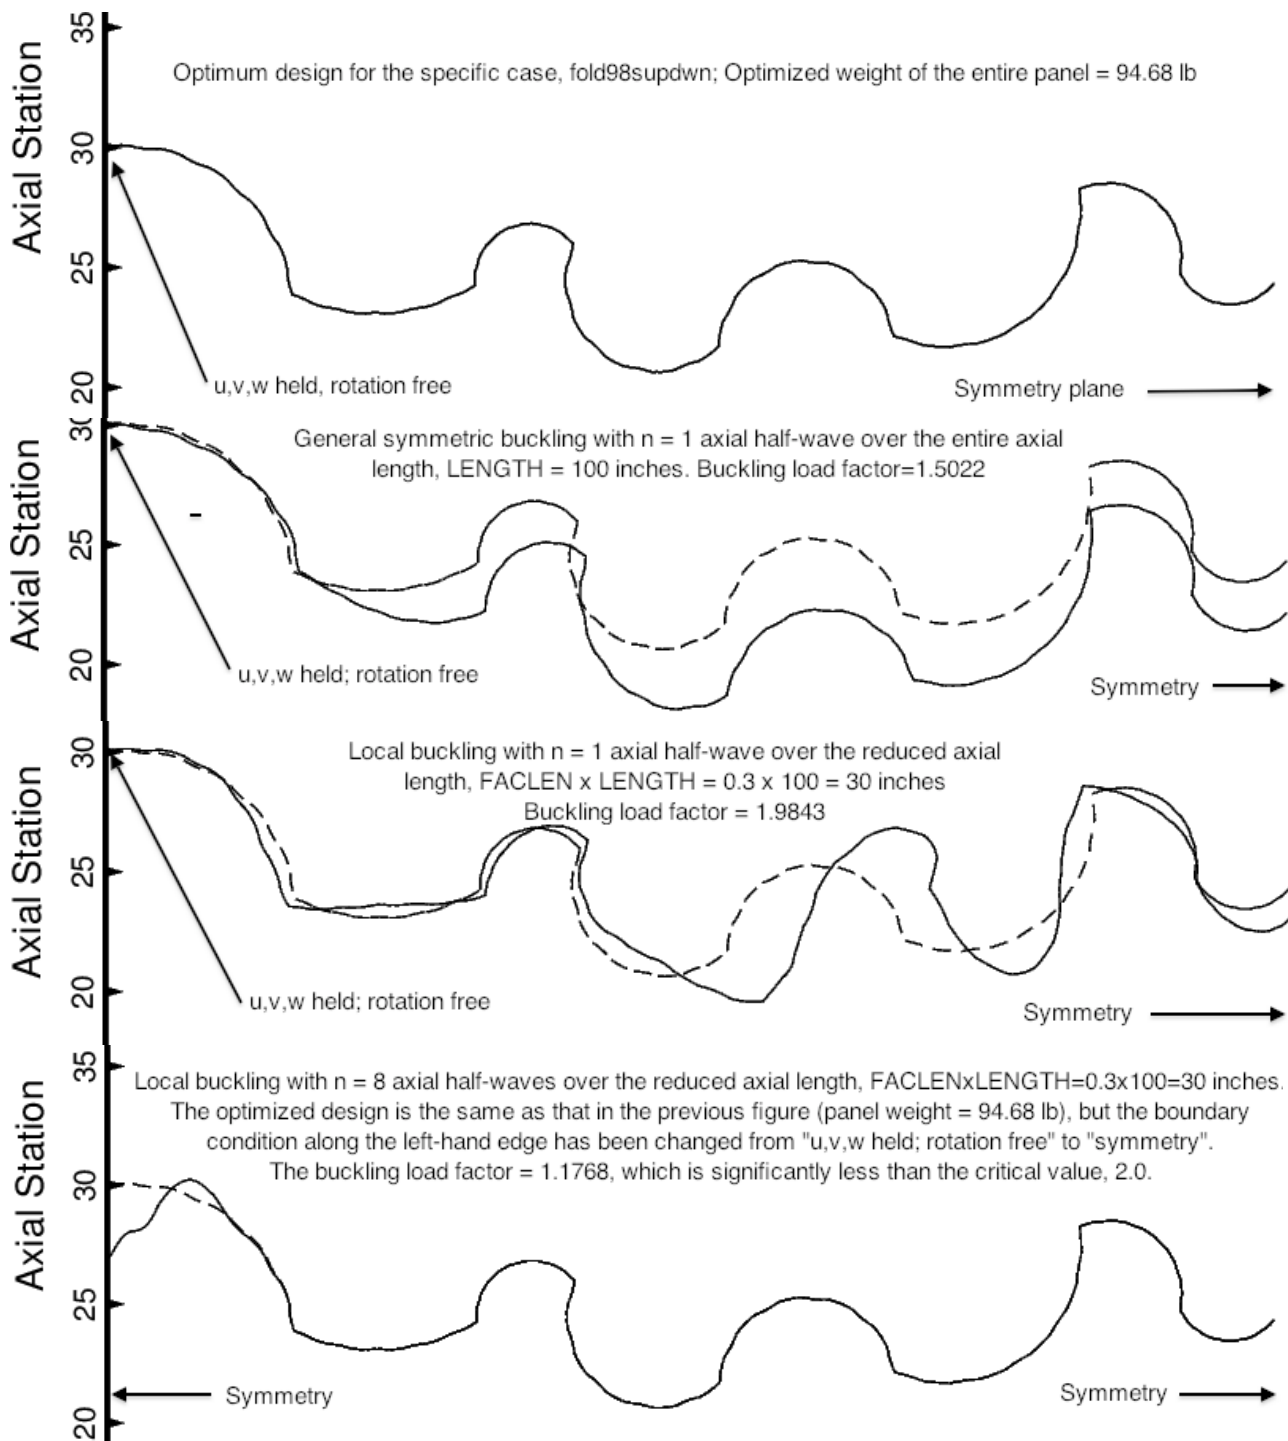 35
Axial Station
Optimum design for the specific case, fold98supdwn; Optimized weight of the entire panel = 94.68 lb
30
25
20
u,v,w held, rotation free
Symmetry plane
30
Axial Station
General symmetric buckling with n = 1 axial half-wave over the entire axial
length, LENGTH = 100 inches. Buckling load factor=1.5022
25
20
u,v,w held; rotation free
Symmetry
30
Axial Station
Local buckling with n = 1 axial half-wave over the reduced axial
length, FACLEN x LENGTH = 0.3 x 100 = 30 inches
Buckling load factor = 1.9843
25
20
u,v,w held; rotation free
Symmetry
35
Axial Station
Local buckling with n = 8 axial half-waves over the reduced axial length, FACLENxLENGTH=0.3x100=30 inches.
The optimized design is the same as that in the previous figure (panel weight = 94.68 lb), but the boundary
condition along the left-hand edge has been changed from "u,v,w held; rotation free" to "symmetry".
The buckling load factor = 1.1768, which is significantly less than the critical value, 2.0.
30
25
20
Symmetry
Symmetry